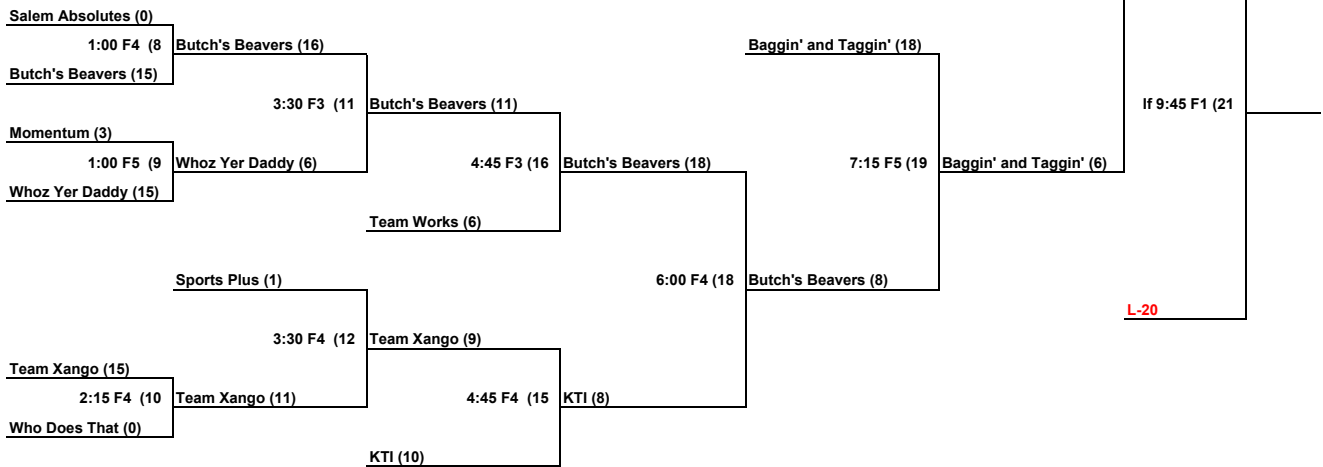 Salem Absolutes (0)
1:00 F4 (8
Butch's Beavers (16)
Baggin' and Taggin' (18)
Butch's Beavers (15)
3:30 F3 (11
Butch's Beavers (11)
If 9:45 F1 (21
Momentum (3)
1:00 F5 (9
Whoz Yer Daddy (6)
4:45 F3 (16
Butch's Beavers (18)
7:15 F5 (19
Baggin' and Taggin' (6)
Whoz Yer Daddy (15)
Team Works (6)
Sports Plus (1)
6:00 F4 (18
Butch's Beavers (8)
L-20
3:30 F4 (12
Team Xango (9)
Team Xango (15)
2:15 F4 (10
Team Xango (11)
4:45 F4 (15
KTI (8)
Who Does That (0)
KTI (10)